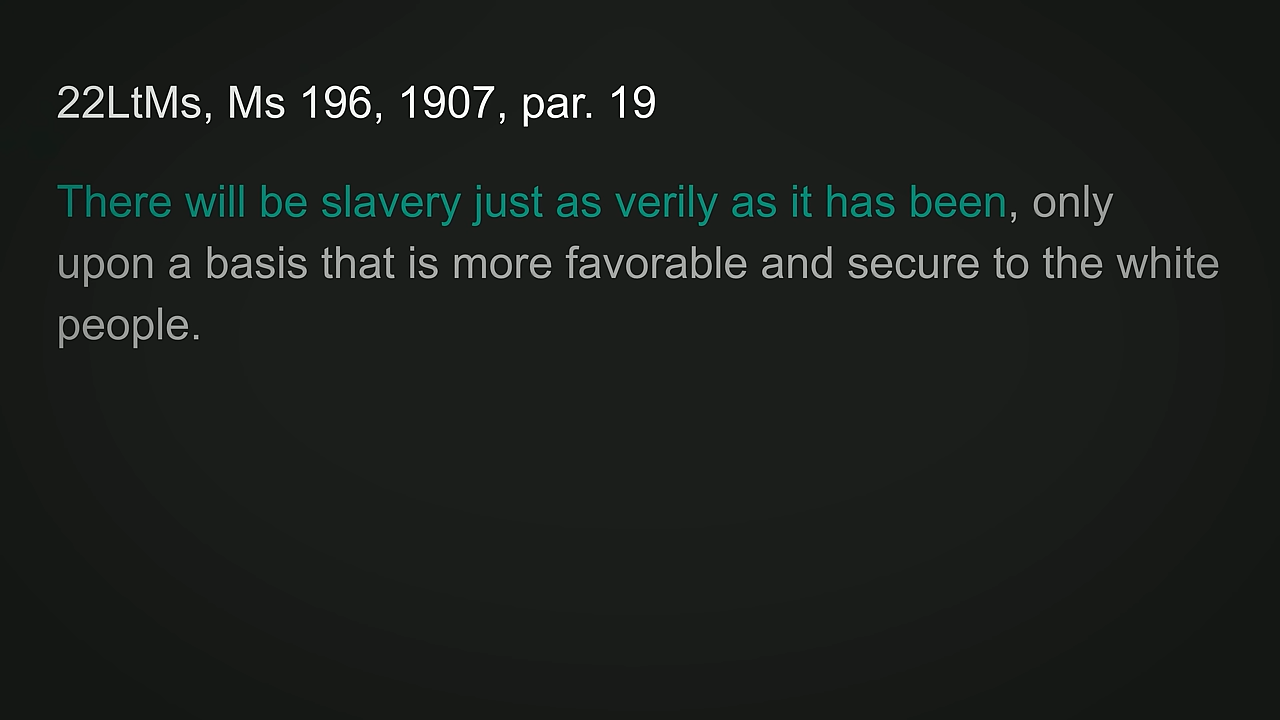 22LtMs, Ms 196, 1907, par. 19
There will be slavery just as verily as it has been, only
upon a basis that is more favorable and secure to the white
people.